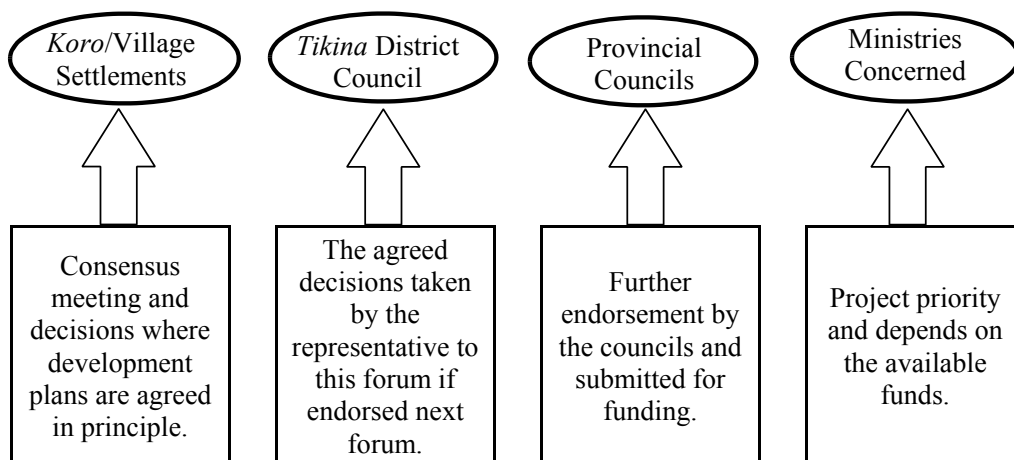 Koro/Village
Settlements
Tikina District
Council
Provincial
Councils
Ministries
Concerned
Consensus
meeting and
decisions where
development
plans are agreed
in principle.
The agreed
decisions taken
by the
representative to
this forum if
endorsed next
forum.
Further
endorsement by
the councils and
submitted for
funding.
Project priority
and depends on
the available
funds.